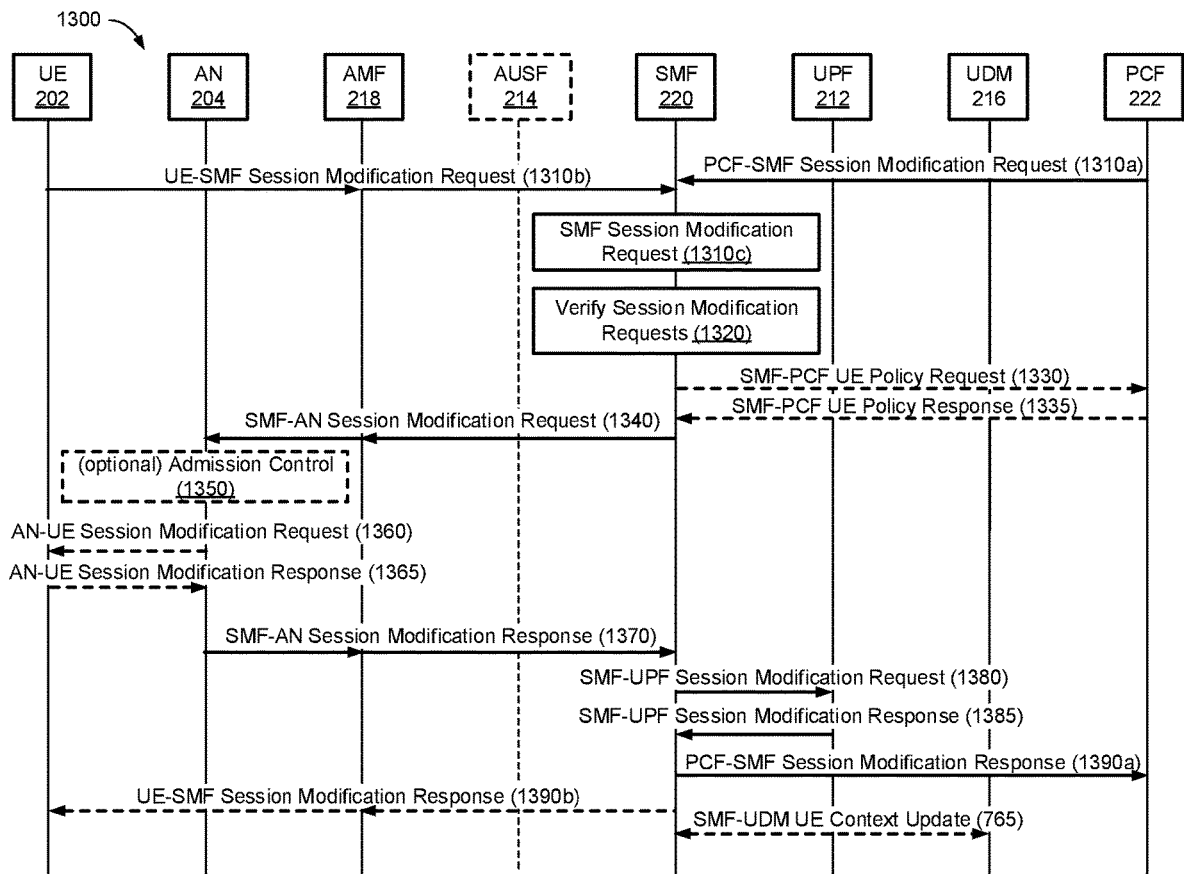 1300
UE
202
AN
204
AMF
218
AUSF
214
SMF
220
UPF
212
UDM
216
PCF
222
PCF-SMF Session Modification Request (1310a)
UE-SMF Session Modification Request (1310b)
SMF Session Modification
Request (1310c)
Verify Session Modification
Requests (1320)
SMF-PCF UE Policy Request (1330)
SMF-PCF UE Policy Response (1335)
SMF-AN Session Modification Request (1340)
(optional) Admission Control
(1350)
AN-UE Session Modification Request (1360)
AN-UE Session Modification Response (1365)
SMF-AN Session Modification Response (1370)
SMF-UPF Session Modification Request (1380)
SMF-UPF Session Modification Response (1385)
PCF-SMF Session Modification Response (1390a)
UE-SMF Session Modification Response (1390b)
SMF-UDM UE Context Update (765)